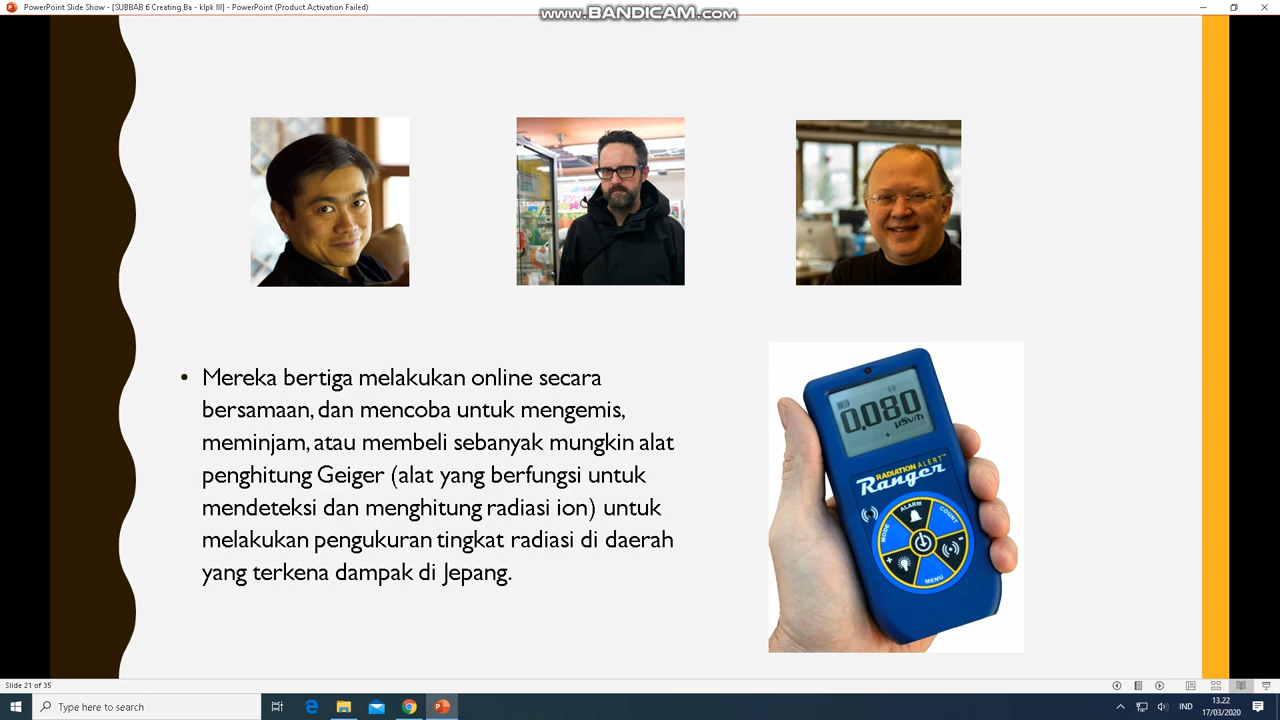 PowerPoint Slide Show - [SUBBAB 6 Creating Ba - klpk III] - PowerPoint (Product Activation Failed)
WWW.BANDICAM.COM
• Mereka bertiga melakukan online secara
bersamaan, dan mencoba untuk mengemis,
meminjam, atau membeli sebanyak mungkin alat
penghitung Geiger (alat yang berfungsi untuk
mendeteksi dan menghitung radiasi ion) untuk
melakukan pengukuran tingkat radiasi di daerah
yang terkena dampak di Jepang.
0.080
µSv/h
RADIATION ALERT™
Ranger
ALARM
MODE
COUNT
MENU
Slide 21 of 35
Type here to search
IND
13.22
17/03/2020